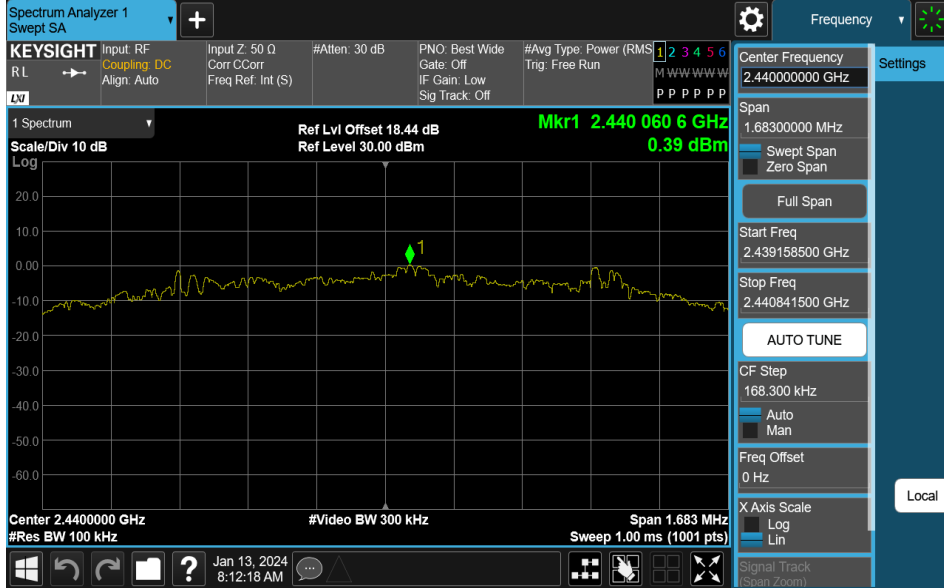 Spectrum Analyzer 1
Swept SA
Frequency
KEYSIGHT
R L
LXI
Input: RF
Coupling: DC
Align: Auto
Input Z: 50 Ω
Corr CCorr
Freq Ref: Int (S)
#Atten: 30 dB
PNO: Best Wide
Gate: Off
IF Gain: Low
Sig Track: Off
#Avg Type: Power (RMS
Trig: Free Run
1 2 3 4 5 6
M W W W W W
P P P P P P
1 Spectrum
Scale/Div 10 dB
Log
Ref Lvl Offset 18.44 dB
Ref Level 30.00 dBm
Mkr1 2.440 060 6 GHz
0.39 dBm
20.0
10.0
0.00
-10.0
-20.0
-30.0
-40.0
-50.0
-60.0
1
Center 2.4400000 GHz
#Res BW 100 kHz
#Video BW 300 kHz
Span 1.683 MHz
Sweep 1.00 ms (1001 pts)
Center Frequency
2.440000000 GHz
Settings
Span
1.68300000 MHz
Swept Span
Zero Span
Full Span
Start Freq
2.439158500 GHz
Stop Freq
2.440841500 GHz
AUTO TUNE
CF Step
168.300 kHz
Auto
Man
Freq Offset
0 Hz
Local
X Axis Scale
Log
Lin
Signal Track
(Span Zoom)
?
Jan 13, 2024
8:12:18 AM